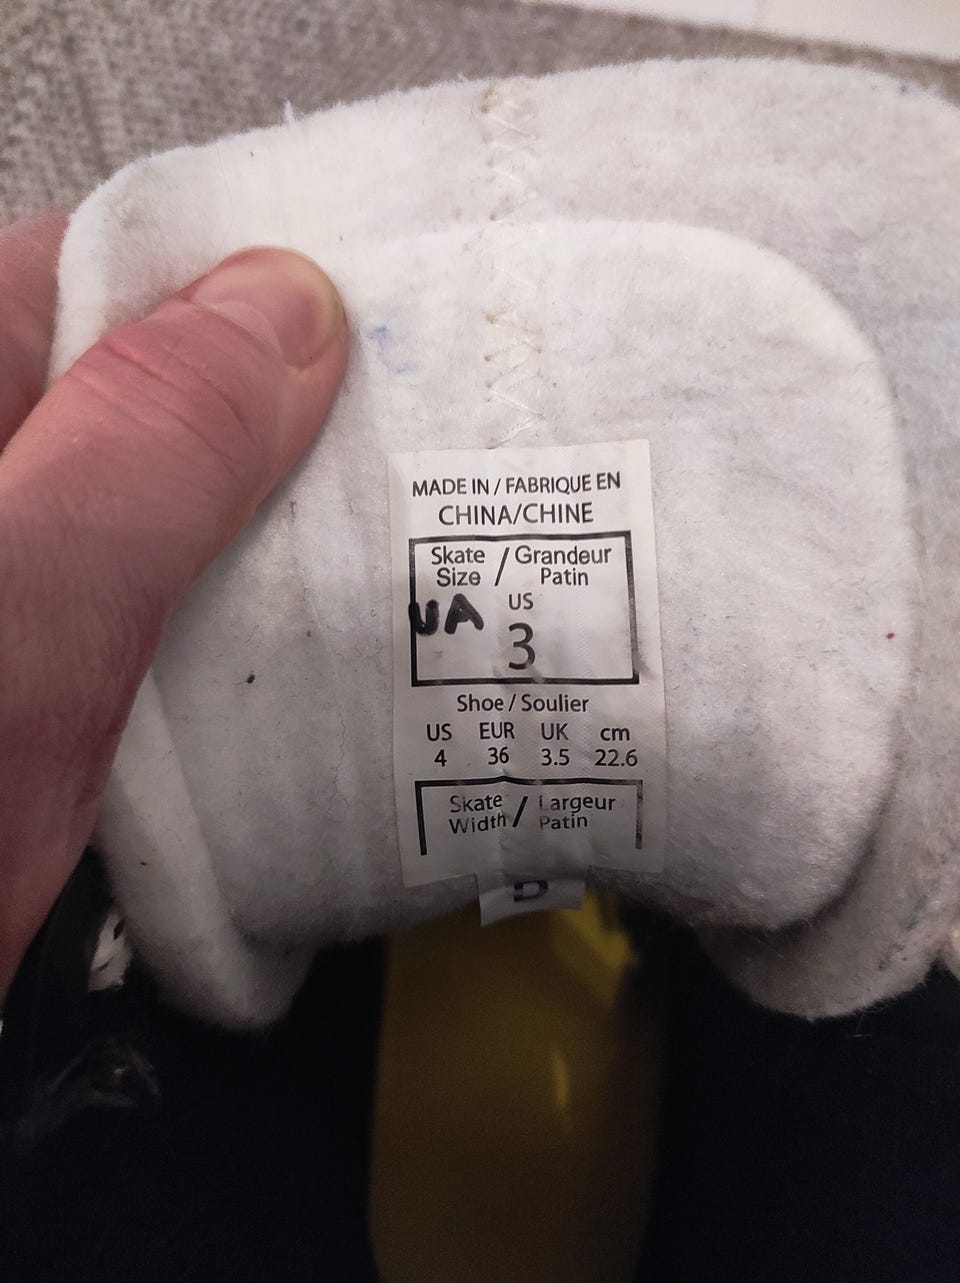 MADE IN / FABRIQUE EN
CHINA/CHINE
Skate Size / Grandeur Patin
UA
US
3
Shoe / Soulier
US EUR UK cm
4 36 3.5 22.6
Skate Width / Largeur Patin
D